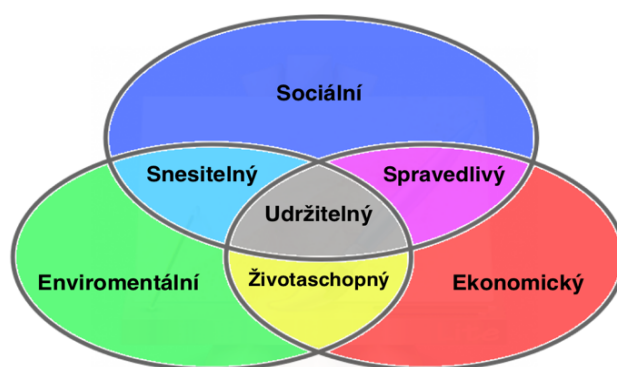 Sociální
Snesitelný
Spravedlivý
Udržitelný
Enviromentální
Životaschopný
Ekonomický